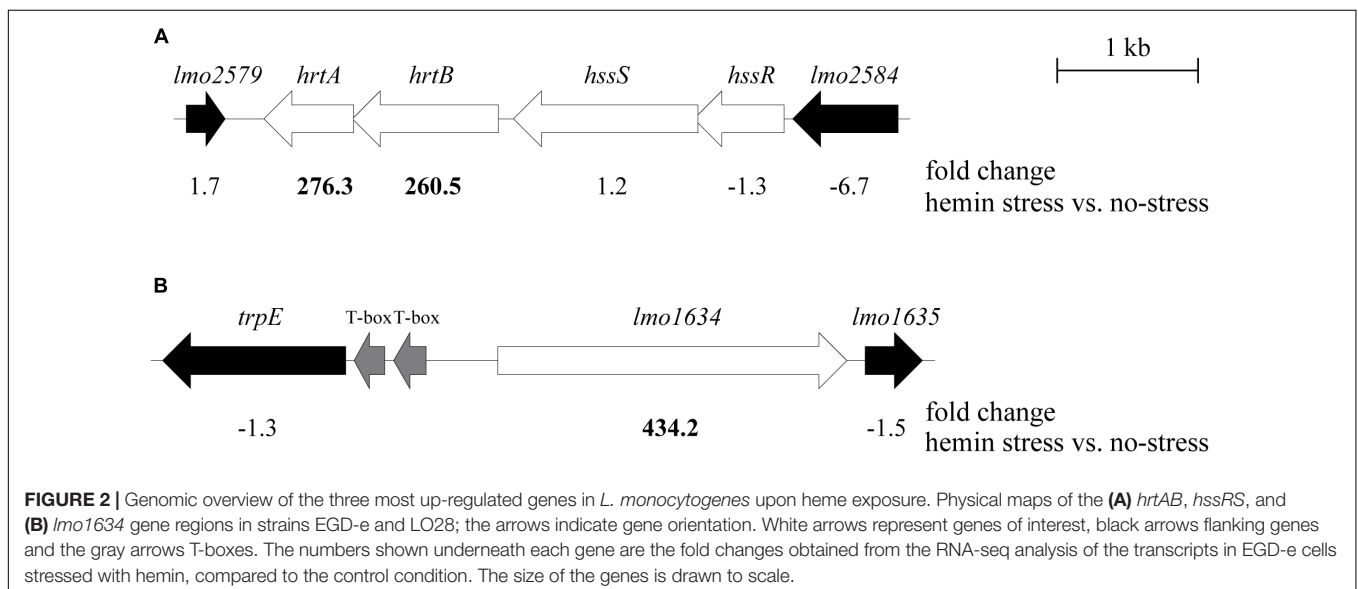 A
1 kb
lmo2579 hrtA hrtB hssS hssR lmo2584
1.7 276.3 260.5 1.2 -1.3 -6.7
fold change
hemin stress vs. no-stress
B
trpE T-box T-box lmo1634 lmo1635
-1.3 434.2 -1.5
fold change
hemin stress vs. no-stress
FIGURE 2 | Genomic overview of the three most up-regulated genes in L. monocytogenes upon heme exposure. Physical maps of the (A) hrtAB, hssRS, and
(B) lmo1634 gene regions in strains EGD-e and LO28; the arrows indicate gene orientation. White arrows represent genes of interest, black arrows flanking genes
and the gray arrows T-boxes. The numbers shown underneath each gene are the fold changes obtained from the RNA-seq analysis of the transcripts in EGD-e cells
stressed with hemin, compared to the control condition. The size of the genes is drawn to scale.